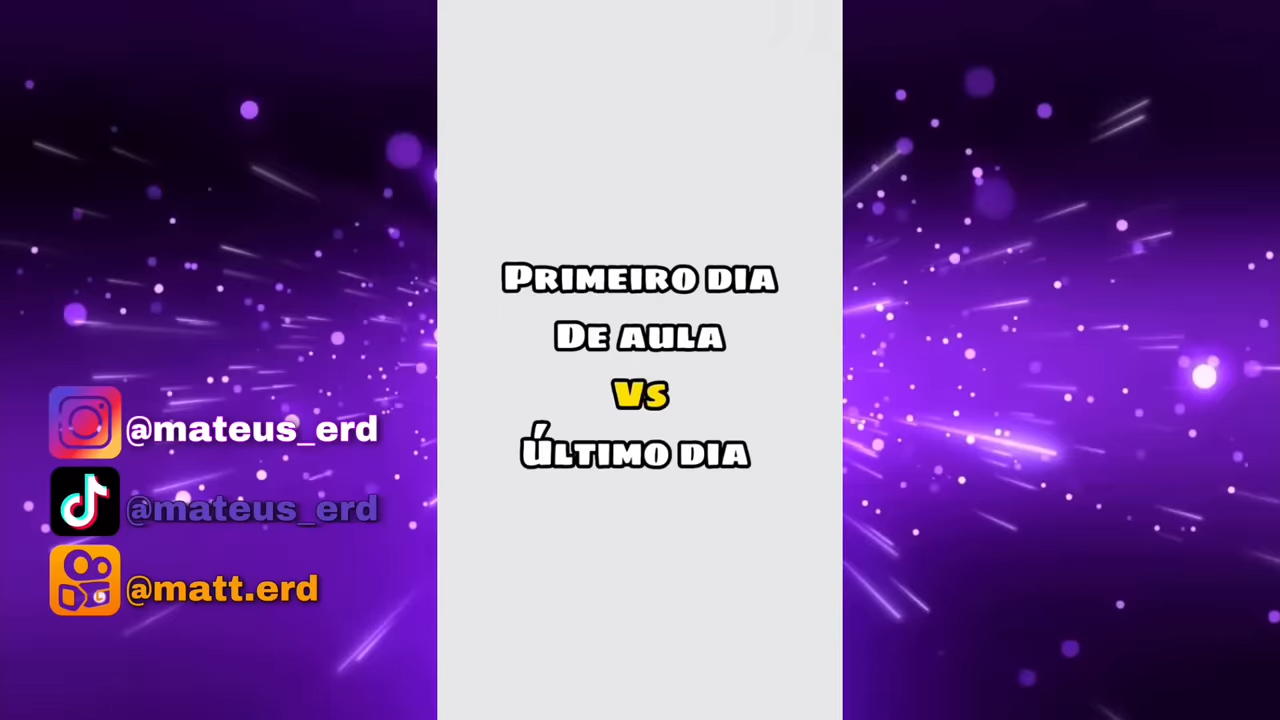 Primeiro dia
De aula
Vs
Último dia
@mateus_erd
@mateus_erd
@matt.erd